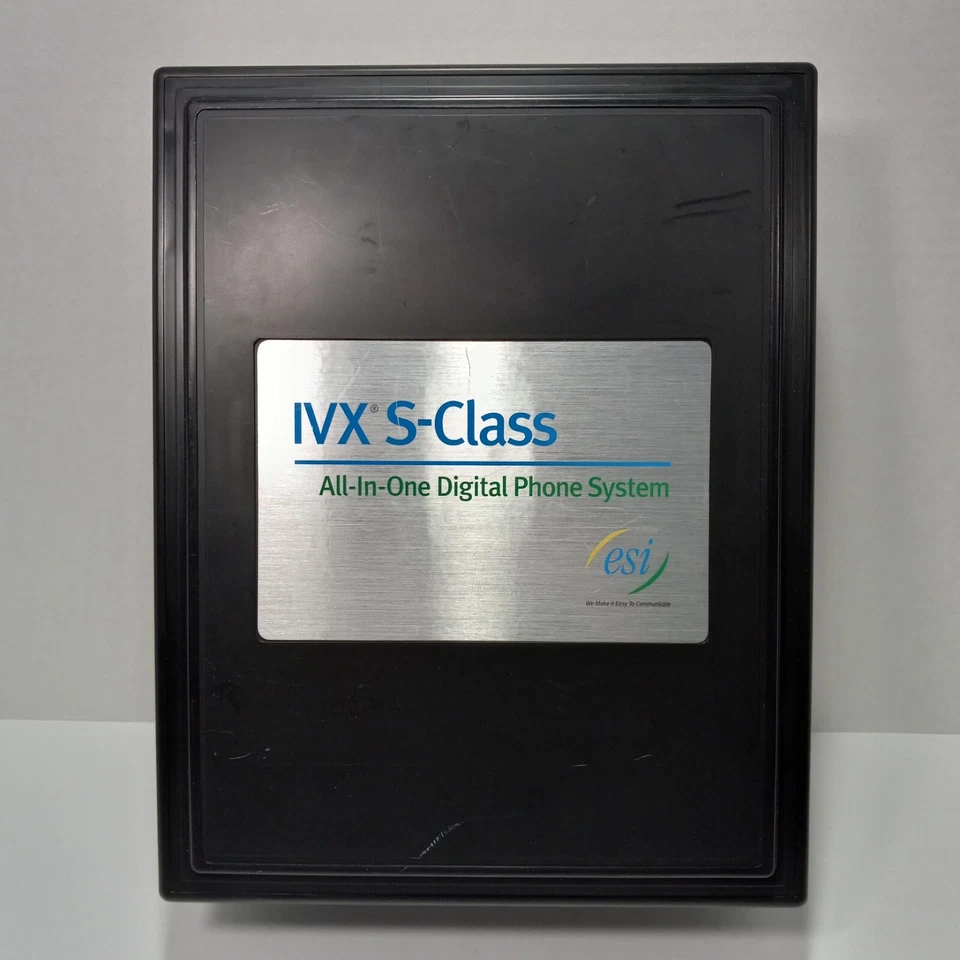 IVX® S-Class
All-In-One Digital Phone System
esi
We Make It Easy To Communicate